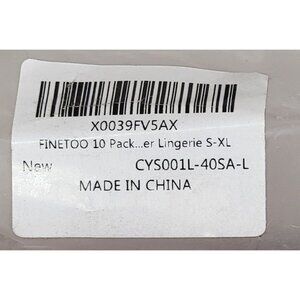 X0039FV5AX
FINETOO 10 Pack...er Lingerie S-XL
New CYS001L-40SA-L
MADE IN CHINA